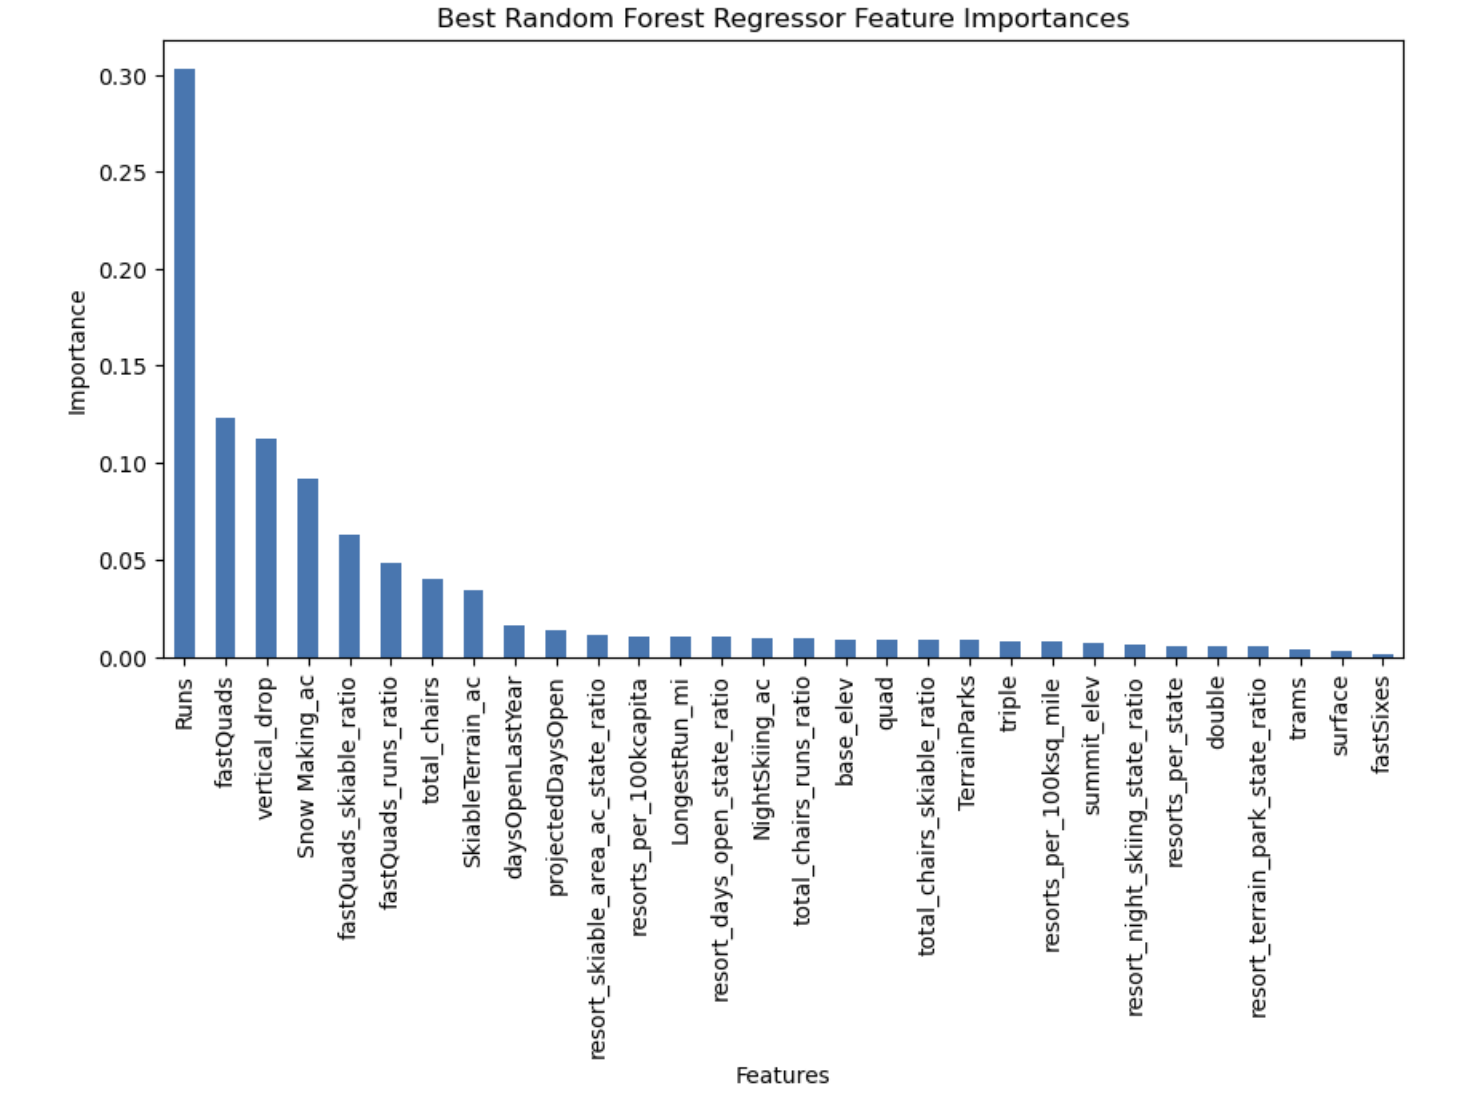 Best Random Forest Regressor Feature Importances
0.30
0.25
0.20
0.15
0.10
0.05
0.00
Importance
Runs
fastQuads
vertical_drop
Snow Making_ac
fastQuads_skiable_ratio
fastQuads_runs_ratio
total_chairs
SkiableTerrain_ac
daysOpenLastYear
projectedDaysOpen
resort_skiable_area_ac_state_ratio
resorts_per_100kcapita
LongestRun_mi
resort_days_open_state_ratio
NightSkiing_ac
total_chairs_runs_ratio
base_elev
quad
total_chairs_skiable_ratio
TerrainParks
triple
resorts_per_100ksq_mile
summit_elev
resort_night_skiing_state_ratio
resorts_per_state
double
resort_terrain_park_state_ratio
trams
surface
fastSixes
Features